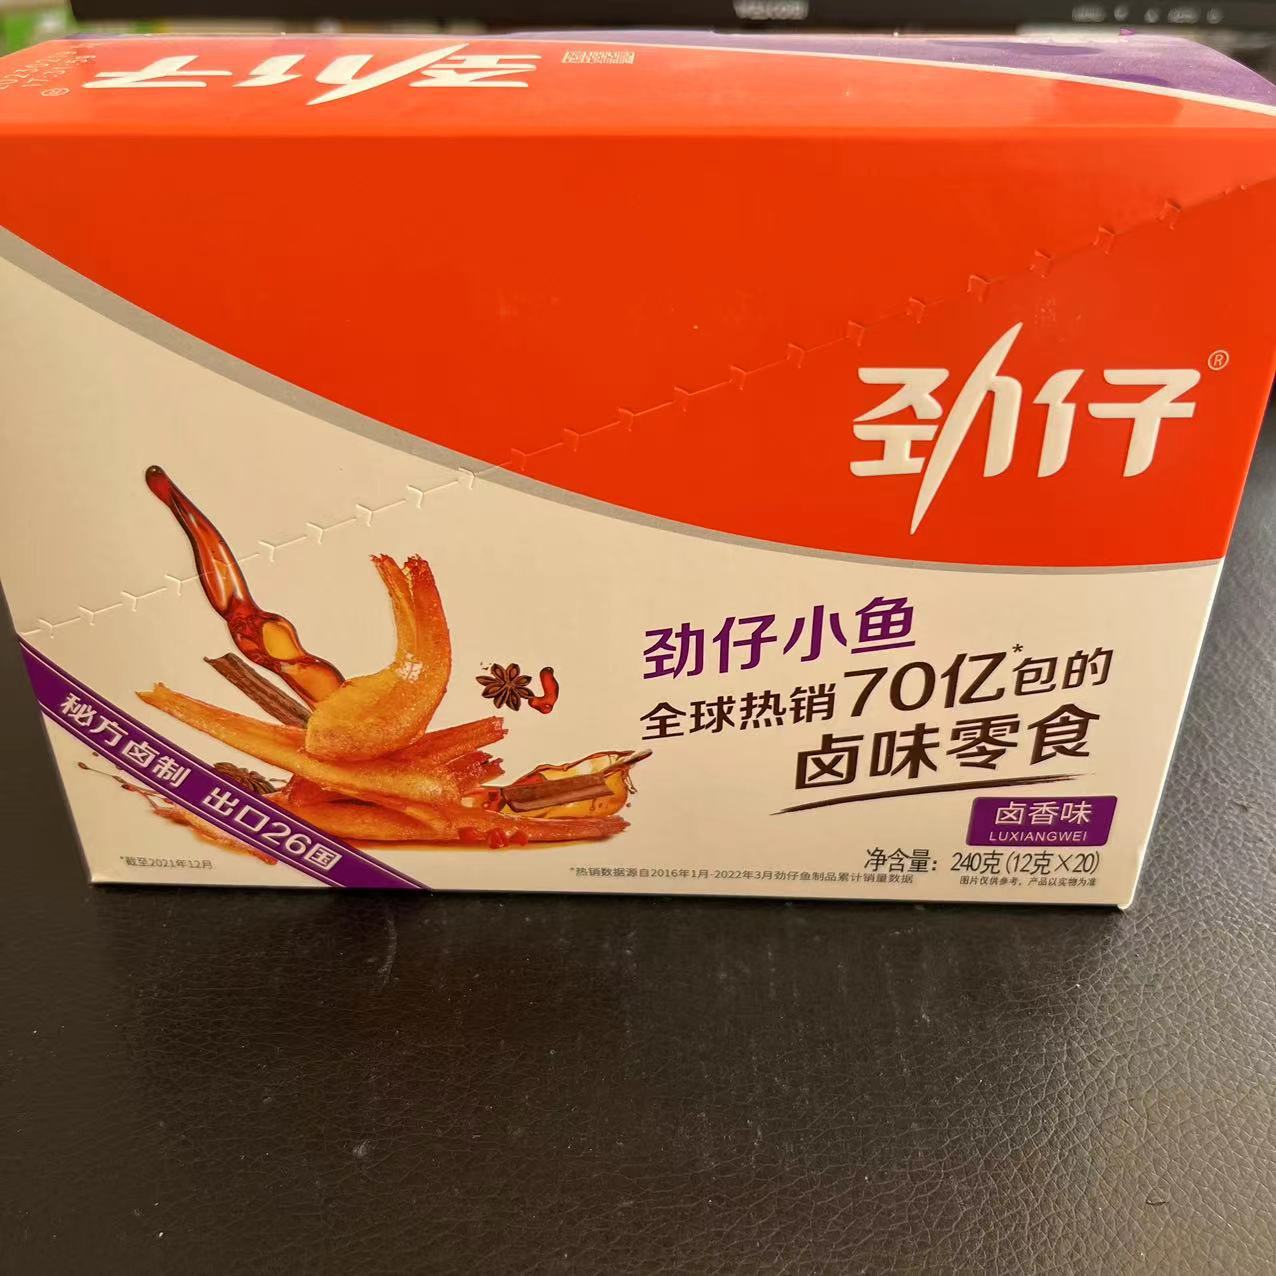 劲仔
劲仔®
劲仔小鱼
全球热销70亿*包的
卤味零食
卤香味
LUXIANGWEI
净含量：240克(12克×20)
图片仅供参考，产品以实物为准
*热销数据源自2016年1月-2022年3月劲仔鱼制品累计销量数据
秘方卤制 出口26国
*截至2021年12月